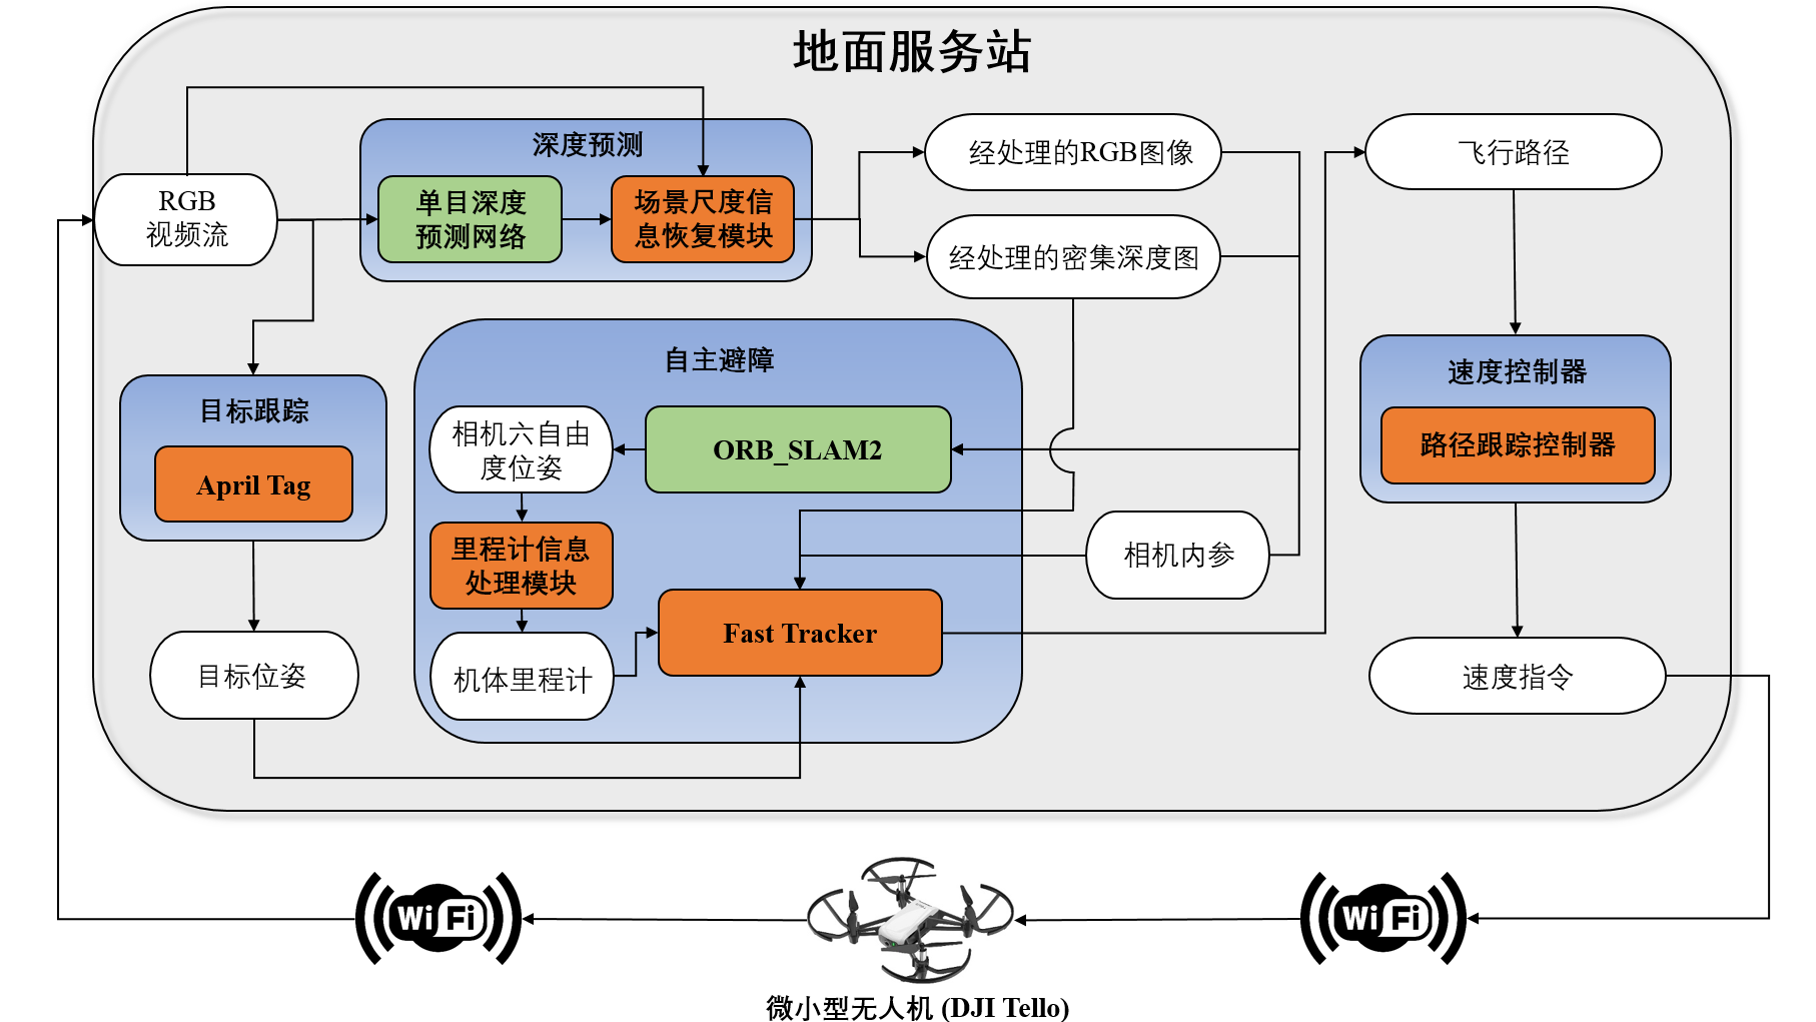 地面服务站
RGB
视频流
深度预测
单目深度
预测网络
场景尺度信
息恢复模块
经处理的RGB图像
经处理的密集深度图
飞行路径
目标跟踪
April Tag
目标位姿
自主避障
相机六自由
度位姿
ORB_SLAM2
里程计信息
处理模块
机体里程计
Fast Tracker
相机内参
速度控制器
路径跟踪控制器
速度指令
WiFi
WiFi
微小型无人机 (DJI Tello)